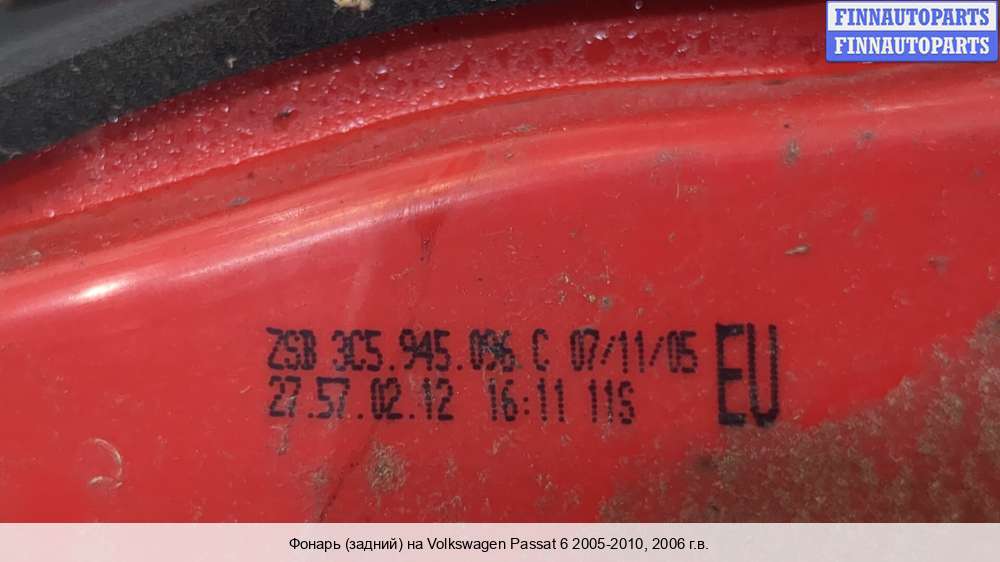 FINNAUTOPARTS
FINNAUTOPARTS
ZSB 3C5.945.096 C 07/11/05
27.57.02.12 16:11 11S
EU
Фонарь (задний) на Volkswagen Passat 6 2005-2010, 2006 г.в.